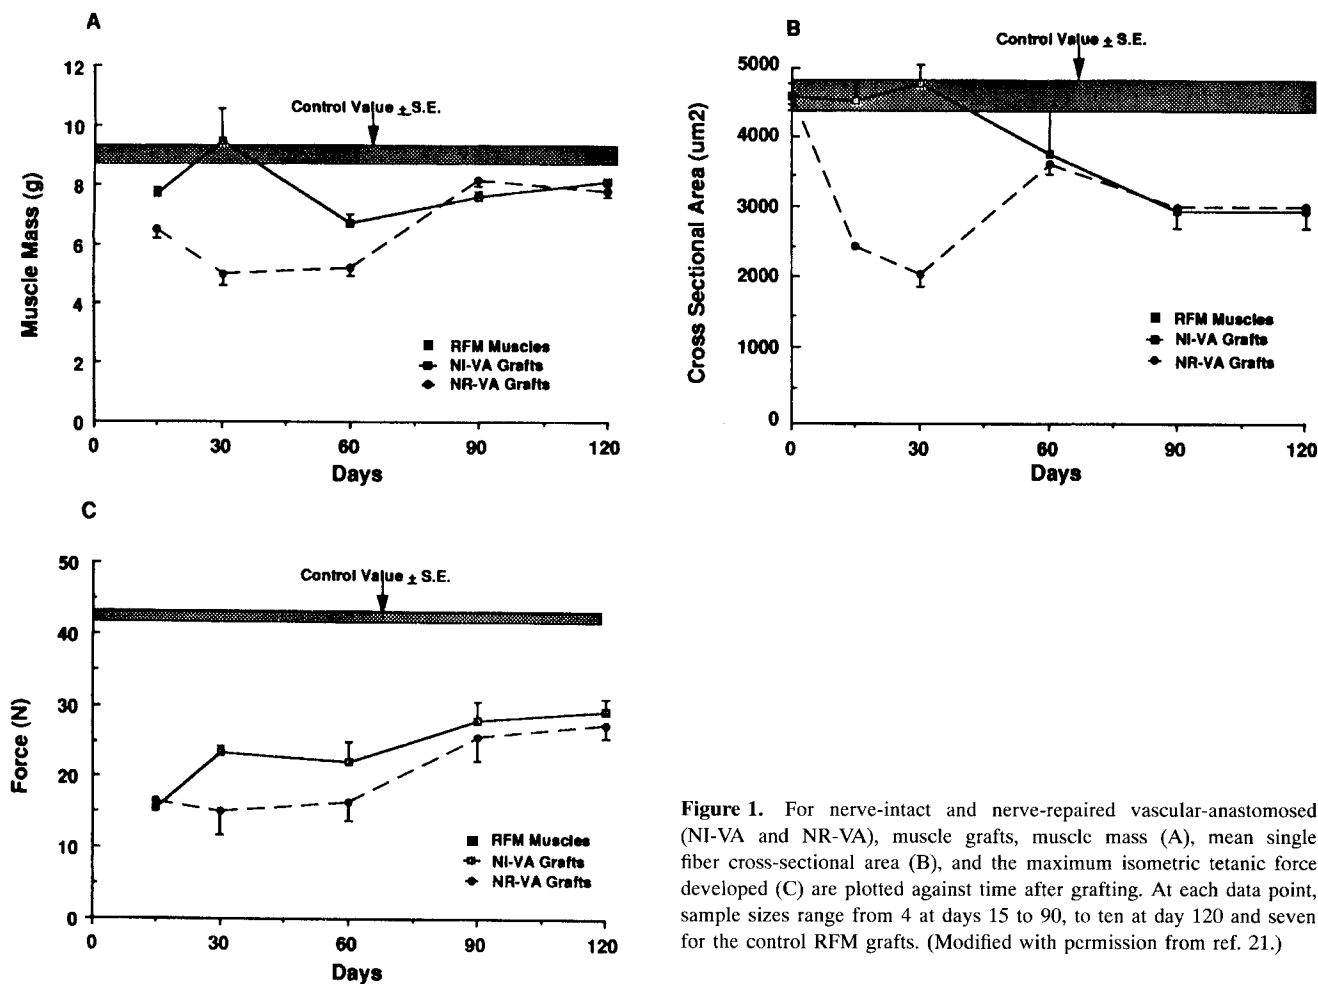 A
12
10
8
6
4
2
0
Muscle Mass (g)
Control Value ± S.E.
RFM Muscles
NI-VA Grafts
NR-VA Grafts
0 30 60 90 120
Days
B
5000
4000
3000
2000
1000
0
Cross Sectional Area (um2)
Control Value ± S.E.
RFM Muscles
NI-VA Grafts
NR-VA Grafts
0 30 60 90 120
Days
C
50
40
30
20
10
0
Force (N)
Control Value ± S.E.
RFM Muscles
NI-VA Grafts
NR-VA Grafts
0 30 60 90 120
Days
Figure 1. For nerve-intact and nerve-repaired vascular-anastomosed
(NI-VA and NR-VA), muscle grafts, muscle mass (A), mean single
fiber cross-sectional area (B), and the maximum isometric tetanic force
developed (C) are plotted against time after grafting. At each data point,
sample sizes range from 4 at days 15 to 90, to ten at day 120 and seven
for the control RFM grafts. (Modified with permission from ref. 21.)